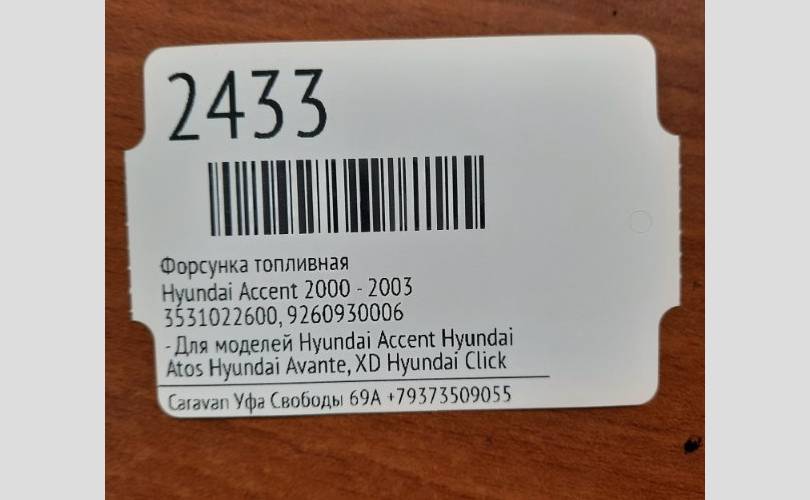 2433
Форсунка топливная
Hyundai Accent 2000 - 2003
3531022600, 9260930006
- Для моделей Hyundai Accent Hyundai
Atos Hyundai Avante, XD Hyundai Click
Caravan Уфа Свободы 69А +79373509055